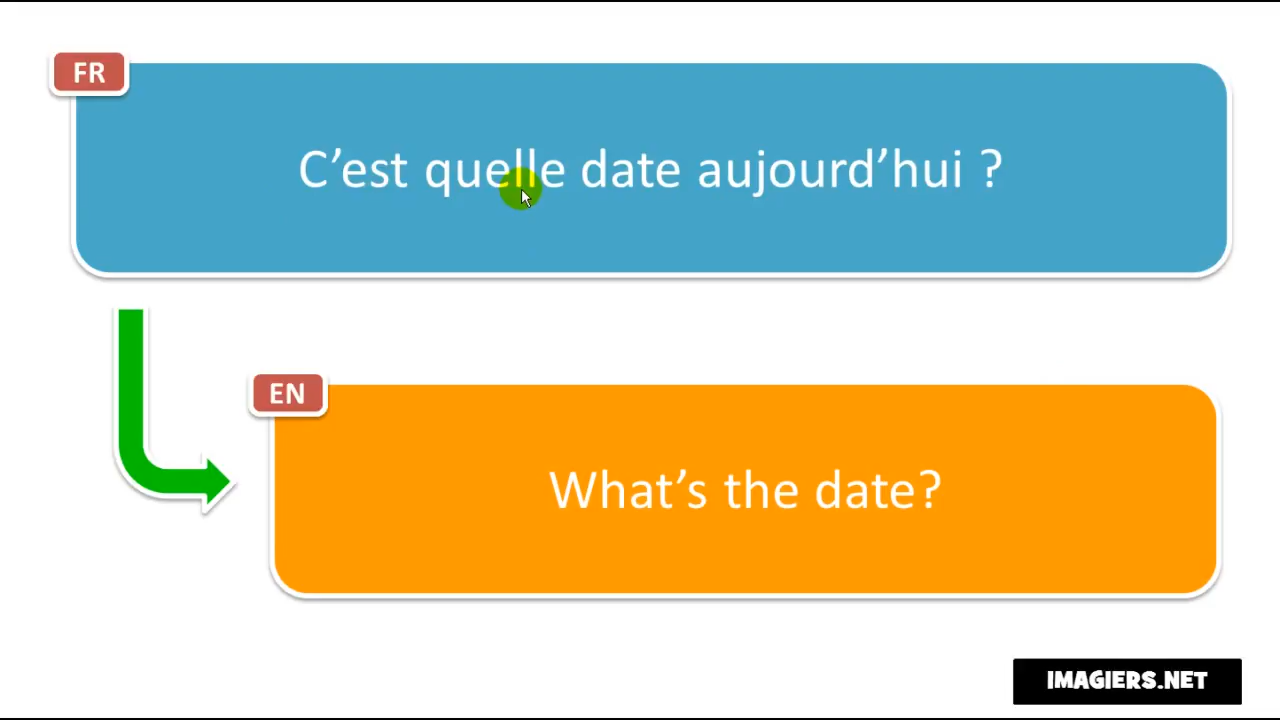 FR
C’est quelle date aujourd’hui ?
EN
What’s the date?
IMAGIERS.NET